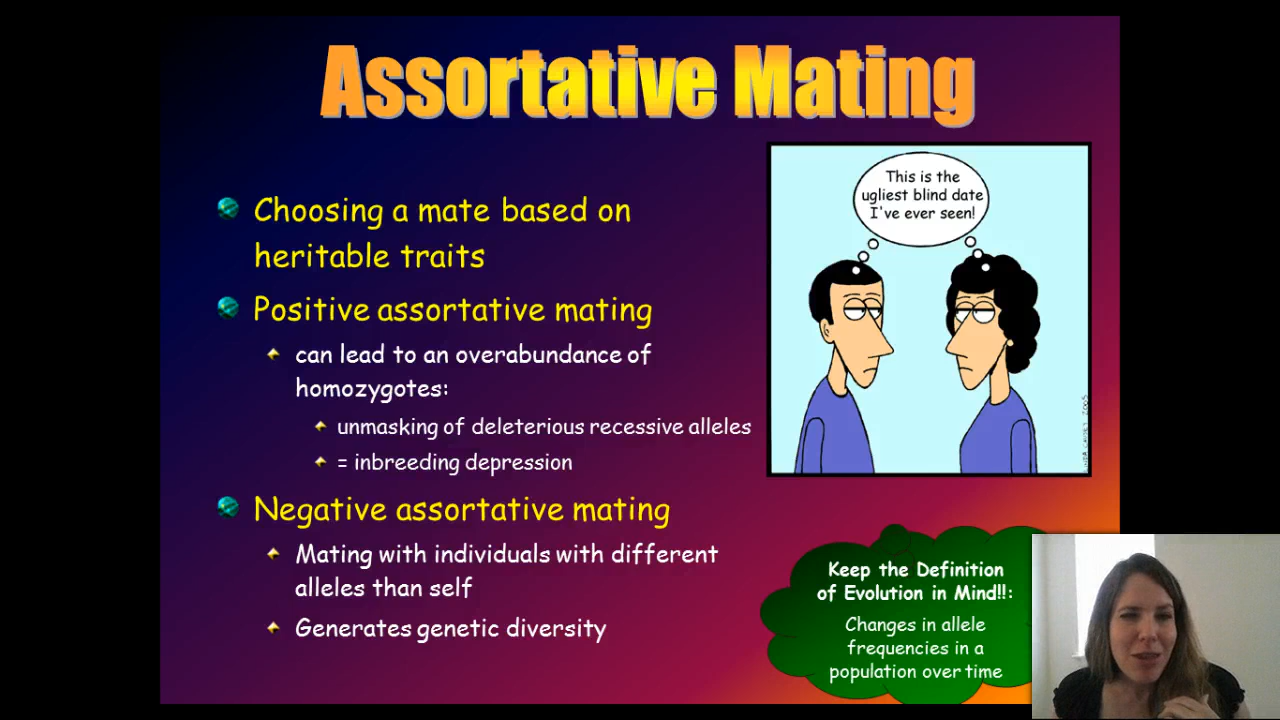 Assortative Mating
Choosing a mate based on
heritable traits
Positive assortative mating
can lead to an overabundance of
homozygotes:
unmasking of deleterious recessive alleles
= inbreeding depression
Negative assortative mating
Mating with individuals with different
alleles than self
Generates genetic diversity
This is the
ugliest blind date
I've ever seen!
2005
Keep the Definition
of Evolution in Mind!!:
Changes in allele
frequencies in a
population over time